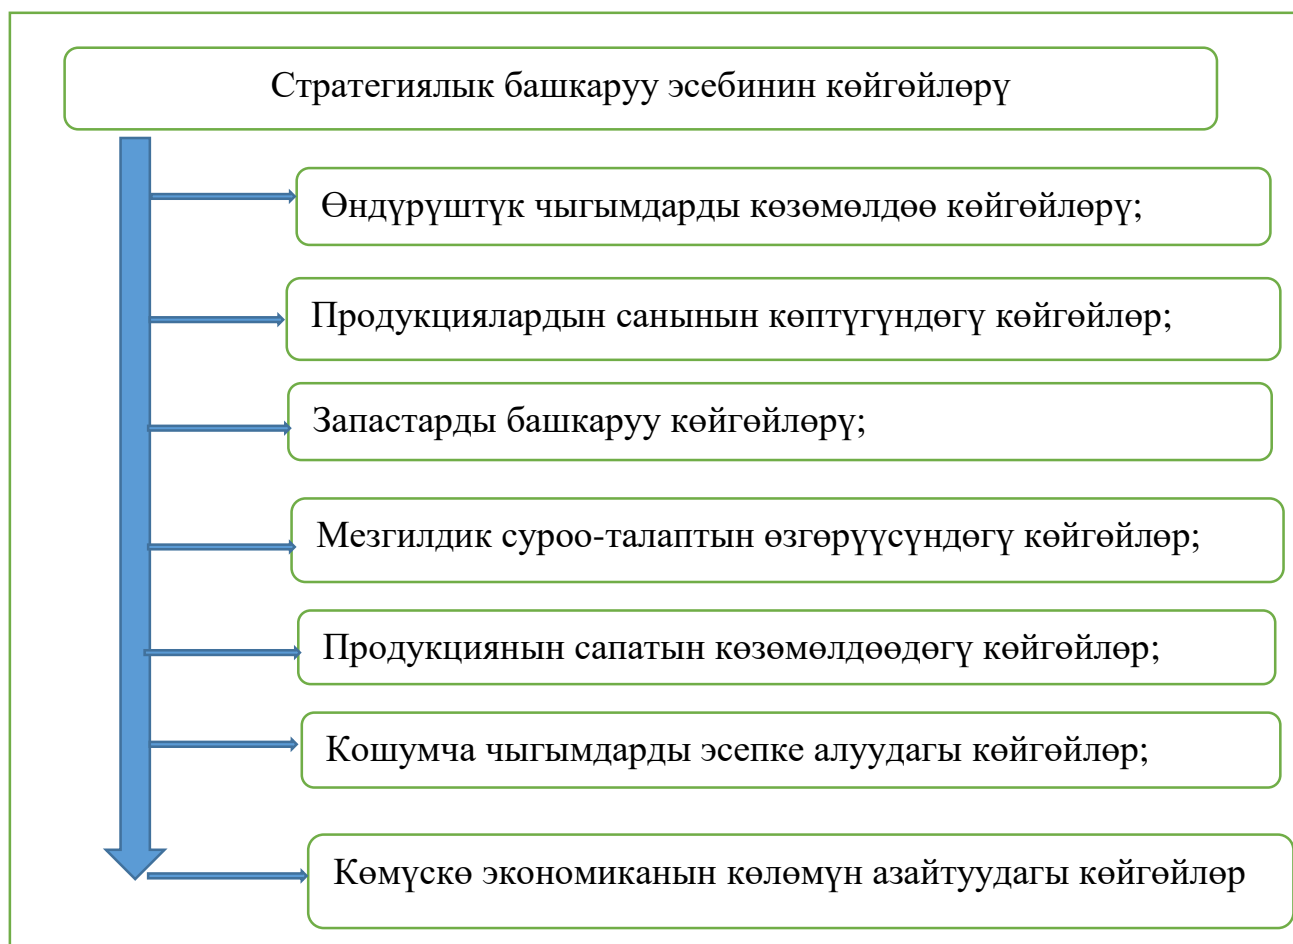 Стратегиялык башкаруу эсебинин көйгөйлөрү
Өндүрүштүк чыгымдарды көзөмөлдөө көйгөйлөрү;
Продукциялардын санынын көптүгүндөгү көйгөйлөр;
Запастарды башкаруу көйгөйлөрү;
Мезгилдик суроо-талаптын өзгөрүүсүндөгү көйгөйлөр;
Продукциянын сапатын көзөмөлдөөдөгү көйгөйлөр;
Кошумча чыгымдарды эсепке алуудагы көйгөйлөр;
Көмүскө экономиканын көлөмүн азайтуудагы көйгөйлөр